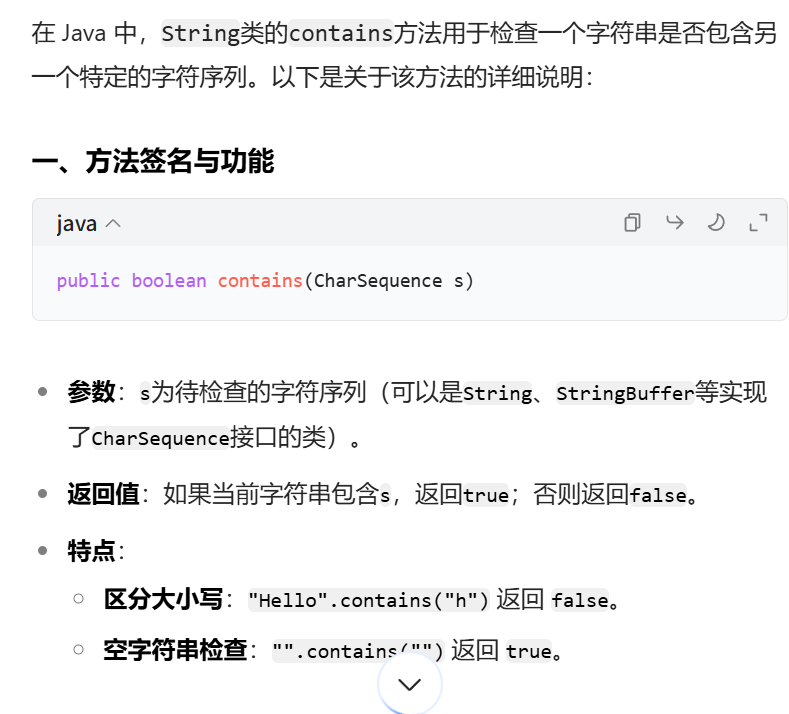 在 Java 中，String类的contains方法用于检查一个字符串是否包含另
一个特定的字符序列。以下是关于该方法的详细说明：
一、方法签名与功能
java
public boolean contains(CharSequence s)
参数：s为待检查的字符序列（可以是String、StringBuffer等实现
了CharSequence接口的类）。
返回值：如果当前字符串包含s，返回true；否则返回false。
特点：
区分大小写："Hello".contains("h") 返回 false。
空字符串检查："".contains("") 返回 true。